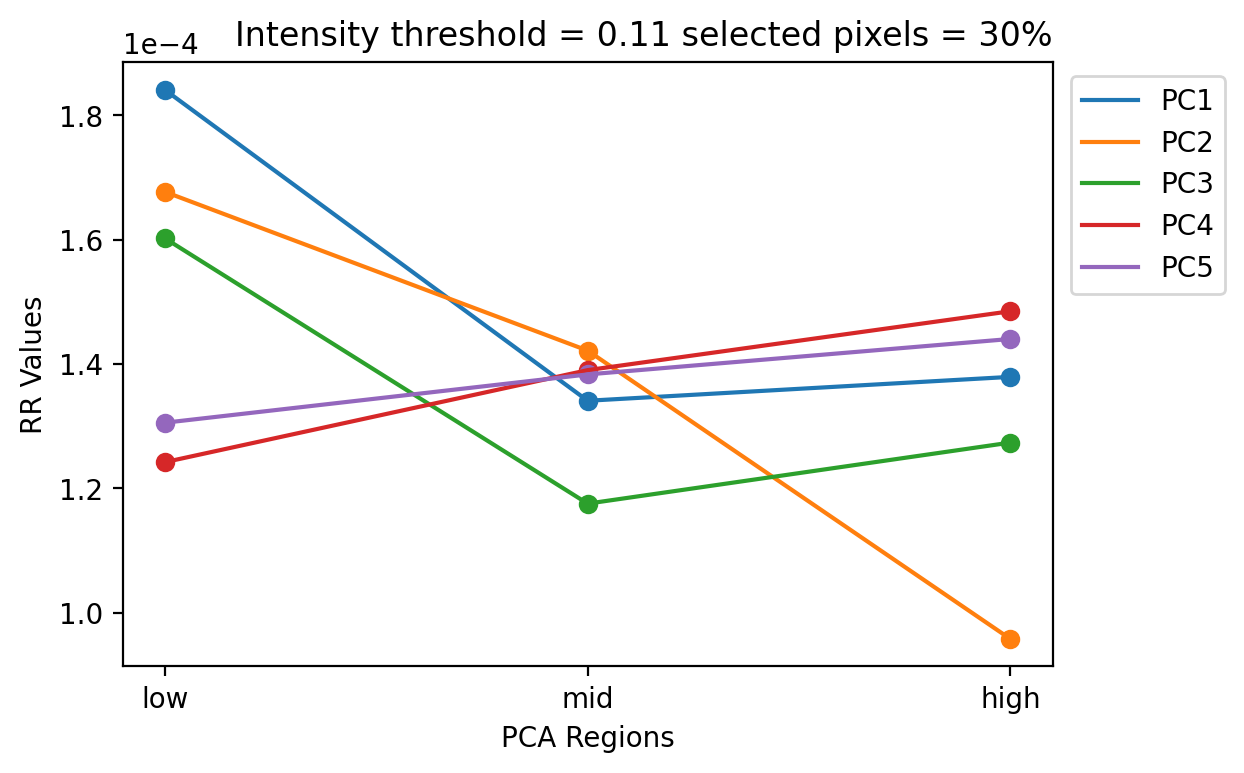 Intensity threshold = 0.11 selected pixels = 30%
1e−4
1.8
1.6
1.4
1.2
1.0
RR Values
low mid high
PCA Regions
PC1
PC2
PC3
PC4
PC5